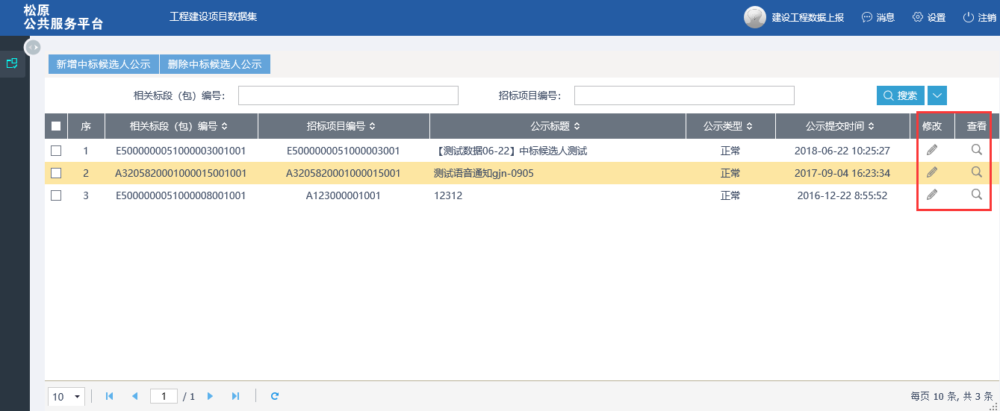 松原
公共服务平台
工程建设项目数据集
建设工程数据上报 消息 设置 注销
新增中标候选人公示 删除中标候选人公示
相关标段（包）编号： 招标项目编号： 搜索
序 相关标段（包）编号 招标项目编号 公示标题 公示类型 公示提交时间 修改 查看
1 E5000000051000003001001 E5000000051000003001 【测试数据06-22】中标候选人测试 正常 2018-06-22 10:25:27
2 A3205820001000015001001 A3205820001000015001 测试语音通知gjn-0905 正常 2017-09-04 16:23:34
3 E5000000051000008001001 A123000001001 12312 正常 2016-12-22 8:55:52
10 1 / 1 每页 10 条, 共 3 条